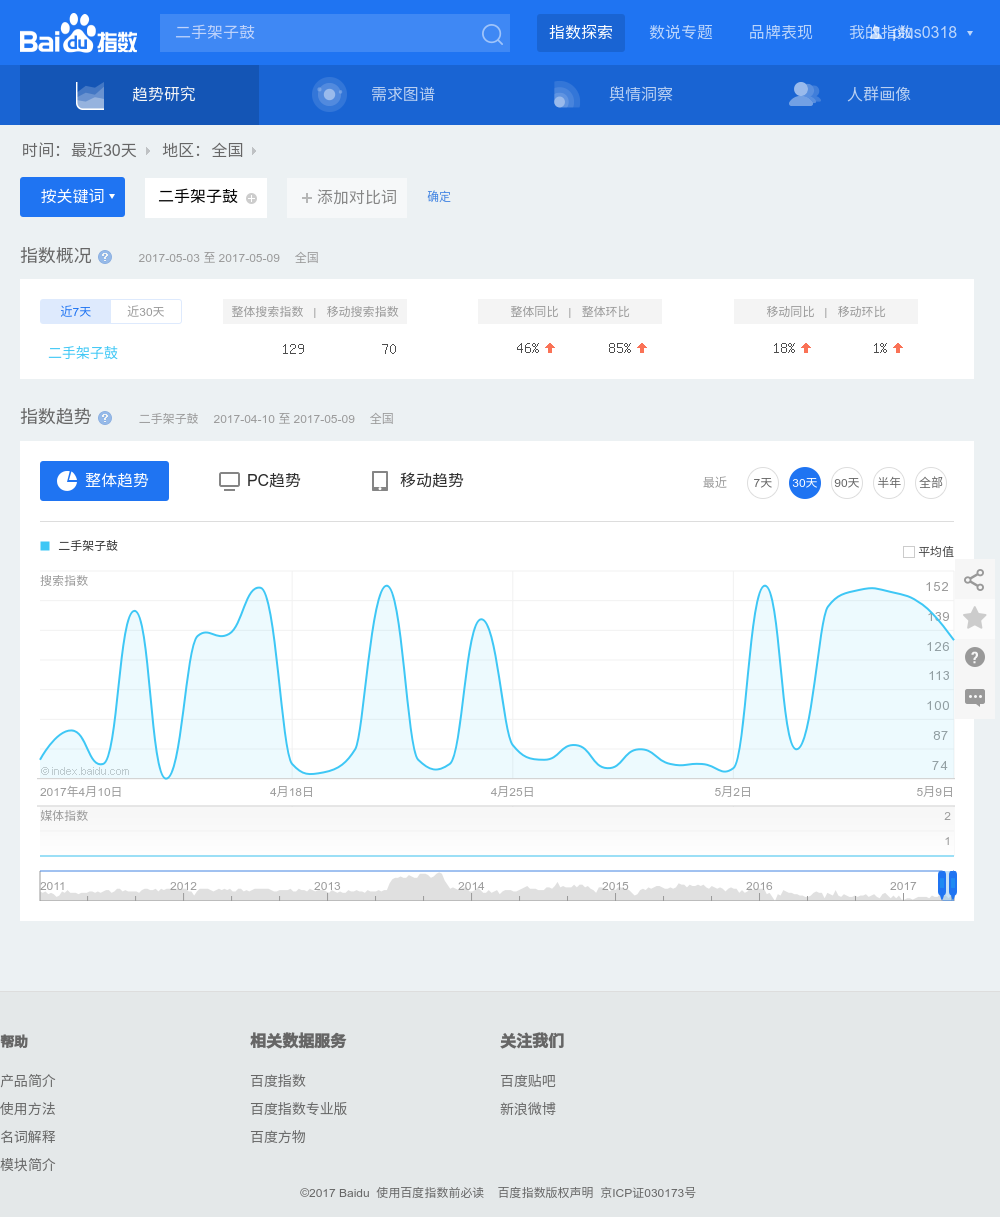 Bai du 指数 二手架子鼓 指数探索 数说专题 品牌表现 我的指数 plus0318
趋势研究 需求图谱 舆情洞察 人群画像
时间： 最近30天 地区： 全国
按关键词 二手架子鼓 + 添加对比词 确定
指数概况 ? 2017-05-03 至 2017-05-09 全国
近7天 近30天 整体搜索指数 | 移动搜索指数 整体同比 | 整体环比 移动同比 | 移动环比
二手架子鼓 129 70 46% 85% 18% 1%
指数趋势 ? 二手架子鼓 2017-04-10 至 2017-05-09 全国
整体趋势 PC趋势 移动趋势 最近 7天 30天 90天 半年 全部
二手架子鼓
平均值
搜索指数
152
139
126
113
100
87
74
©index.baidu.com
2017年4月10日 4月18日 4月25日 5月2日 5月9日
媒体指数 2
1
2011 2012 2013 2014 2015 2016 2017
帮助 相关数据服务 关注我们
产品简介 百度指数 百度贴吧
使用方法 百度指数专业版 新浪微博
名词解释 百度方物
模块简介
©2017 Baidu 使用百度指数前必读 百度指数版权声明 京ICP证030173号